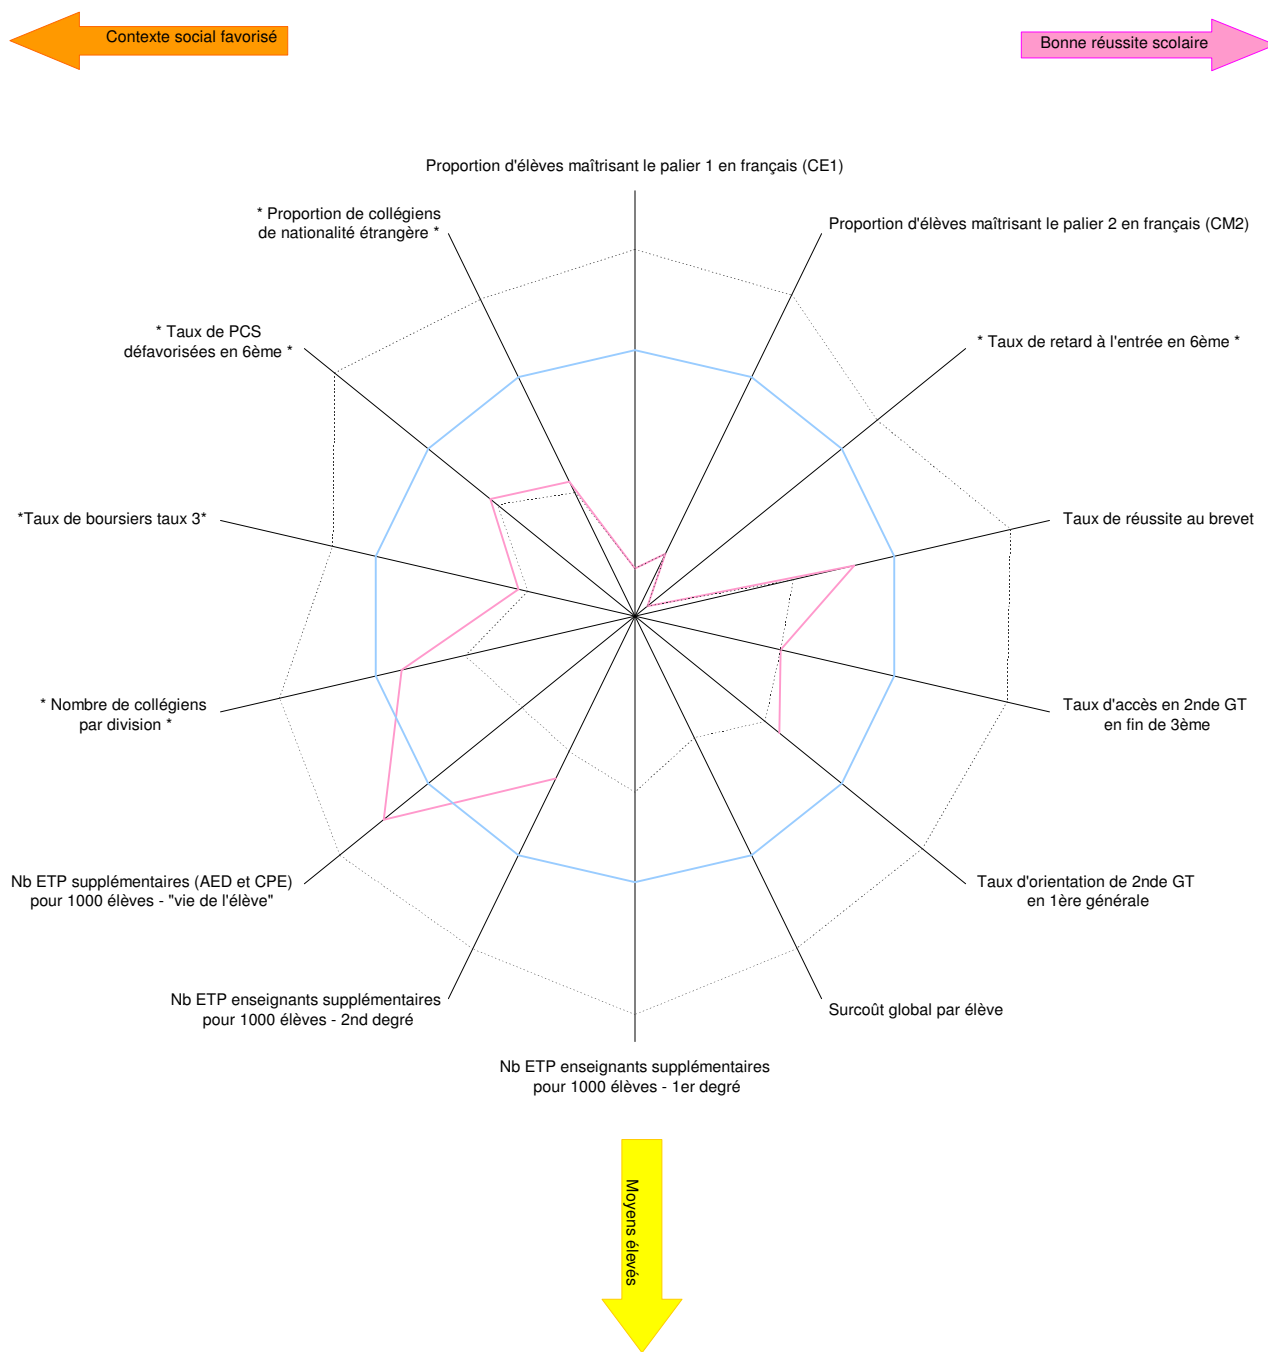 Contexte social favorisé
Bonne réussite scolaire
Proportion d'élèves maîtrisant le palier 1 en français (CE1)
* Proportion de collégiens
de nationalité étrangère *
Proportion d'élèves maîtrisant le palier 2 en français (CM2)
* Taux de PCS
défavorisées en 6ème *
* Taux de retard à l'entrée en 6ème *
*Taux de boursiers taux 3*
Taux de réussite au brevet
* Nombre de collégiens
par division *
Taux d'accès en 2nde GT
en fin de 3ème
Nb ETP supplémentaires (AED et CPE)
pour 1000 élèves - "vie de l'élève"
Taux d'orientation de 2nde GT
en 1ère générale
Nb ETP enseignants supplémentaires
pour 1000 élèves - 2nd degré
Surcoût global par élève
Nb ETP enseignants supplémentaires
pour 1000 élèves - 1er degré
Moyens élevés